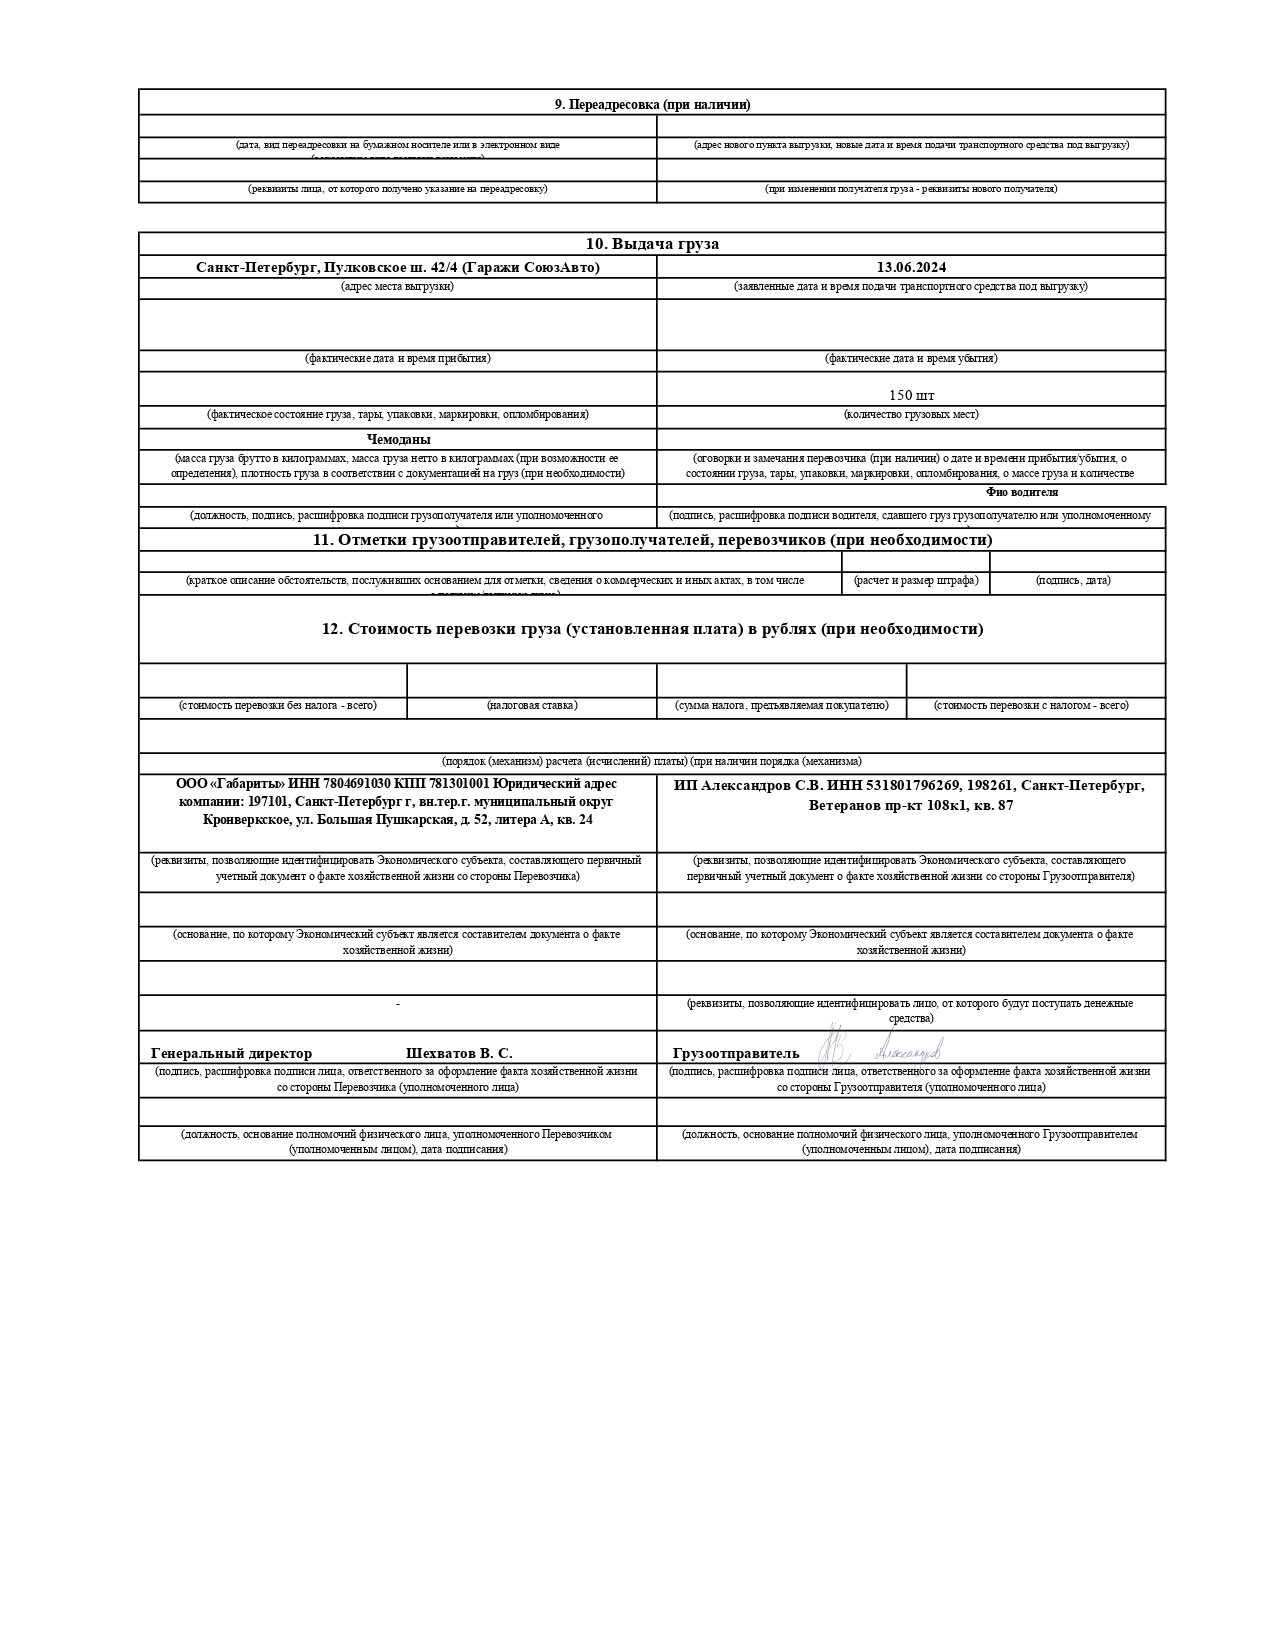 9. Переадресовка (при наличии)
(дата, вид переадресовки на бумажном носителе или в электронном виде
(адрес нового пункта выгрузки, новые дата и время подачи транспортного средства под выгрузку)
(реквизиты лица, от которого получено указание на переадресовку)
(при изменении получателя груза - реквизиты нового получателя)
10. Выдача груза
Санкт-Петербург, Пулковское ш. 42/4 (Гаражи СоюзАвто)
13.06.2024
(адрес места выгрузки)
(заявленные дата и время подачи транспортного средства под выгрузку)
(фактические дата и время прибытия)
(фактические дата и время убытия)
150 шт
(фактическое состояние груза, тары, упаковки, маркировки, опломбирования)
(количество грузовых мест)
Чемоданы
(масса груза брутто в килограммах, масса груза нетто в килограммах (при возможности ее
определения), плотность груза в соответствии с документацией на груз (при необходимости)
(оговорки и замечания перевозчика (при наличии) о дате и времени прибытия/убытия, о
состоянии груза, тары, упаковки, маркировки, опломбирования, о массе груза и количестве
Фио водителя
(должность, подпись, расшифровка подписи грузополучателя или уполномоченного
(подпись, расшифровка подписи водителя, сдавшего груз грузополучателю или уполномоченному
11. Отметки грузоотправителей, грузополучателей, перевозчиков (при необходимости)
(краткое описание обстоятельств, послуживших основанием для отметки, сведения о коммерческих и иных актах, в том числе
(расчет и размер штрафа)
(подпись, дата)
12. Стоимость перевозки груза (установленная плата) в рублях (при необходимости)
(стоимость перевозки без налога - всего)
(налоговая ставка)
(сумма налога, предъявляемая покупателю)
(стоимость перевозки с налогом - всего)
(порядок (механизм) расчета (исчислений) платы) (при наличии порядка (механизма)
ООО «Габариты» ИНН 7804691030 КПП 781301001 Юридический адрес
компании: 197101, Санкт-Петербург г, вн.тер.г. муниципальный округ
Кронверкское, ул. Большая Пушкарская, д. 52, литера А, кв. 24
ИП Александров С.В. ИНН 531801796269, 198261, Санкт-Петербург,
Ветеранов пр-кт 108к1, кв. 87
(реквизиты, позволяющие идентифицировать Экономического субъекта, составляющего первичный
учетный документ о факте хозяйственной жизни со стороны Перевозчика)
(реквизиты, позволяющие идентифицировать Экономического субъекта, составляющего
первичный учетный документ о факте хозяйственной жизни со стороны Грузоотправителя)
(основание, по которому Экономический субъект является составителем документа о факте
хозяйственной жизни)
(основание, по которому Экономический субъект является составителем документа о факте
хозяйственной жизни)
-
(реквизиты, позволяющие идентифицировать лицо, от которого будут поступать денежные
средства)
Генеральный директор Шехватов В. С.
Грузоотправитель Александров
(подпись, расшифровка подписи лица, ответственного за оформление факта хозяйственной жизни
со стороны Перевозчика (уполномоченного лица)
(подпись, расшифровка подписи лица, ответственного за оформление факта хозяйственной жизни
со стороны Грузоотправителя (уполномоченного лица)
(должность, основание полномочий физического лица, уполномоченного Перевозчиком
(уполномоченным лицом), дата подписания)
(должность, основание полномочий физического лица, уполномоченного Грузоотправителем
(уполномоченным лицом), дата подписания)